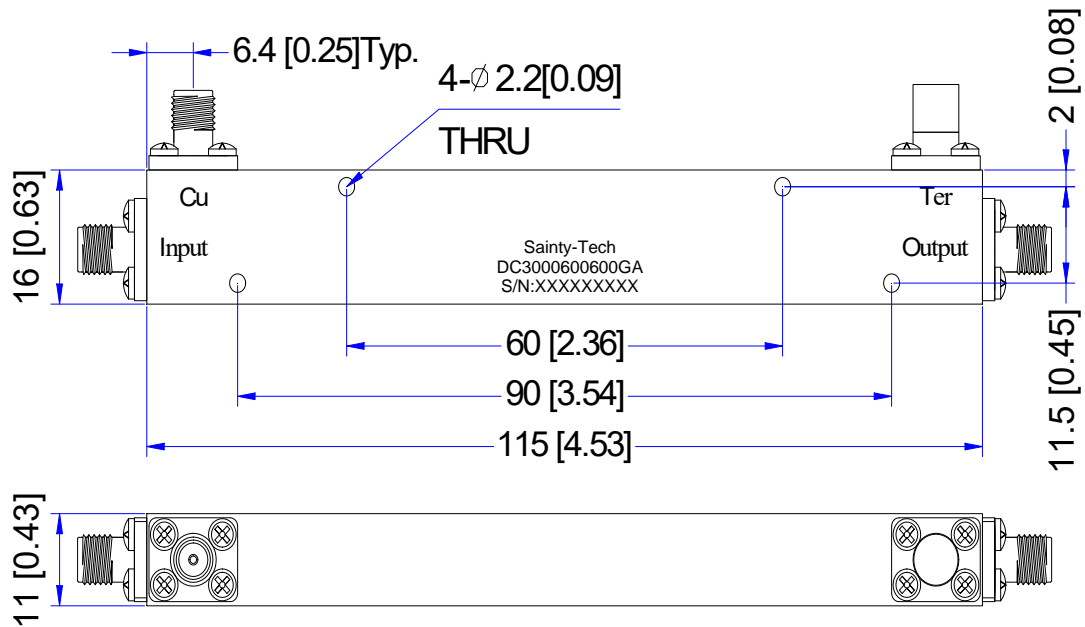 6.4 [0.25]Typ.
4-∅ 2.2[0.09]
THRU
2 [0.08]
16 [0.63]
Cu
Ter
Input
Output
Sainty-Tech
DC3000600600GA
S/N:XXXXXXXXX
60 [2.36]
90 [3.54]
115 [4.53]
11.5 [0.45]
11 [0.43]